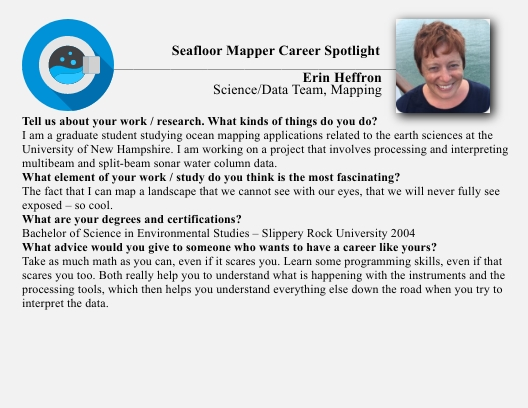 Seafloor Mapper Career Spotlight
Erin Heffron
Science/Data Team, Mapping
Tell us about your work / research. What kinds of things do you do?
I am a graduate student studying ocean mapping applications related to the earth sciences at the
University of New Hampshire. I am working on a project that involves processing and interpreting
multibeam and split-beam sonar water column data.
What element of your work / study do you think is the most fascinating?
The fact that I can map a landscape that we cannot see with our eyes, that we will never fully see
exposed – so cool.
What are your degrees and certifications?
Bachelor of Science in Environmental Studies – Slippery Rock University 2004
What advice would you give to someone who wants to have a career like yours?
Take as much math as you can, even if it scares you. Learn some programming skills, even if that
scares you too. Both really help you to understand what is happening with the instruments and the
processing tools, which then helps you understand everything else down the road when you try to
interpret the data.